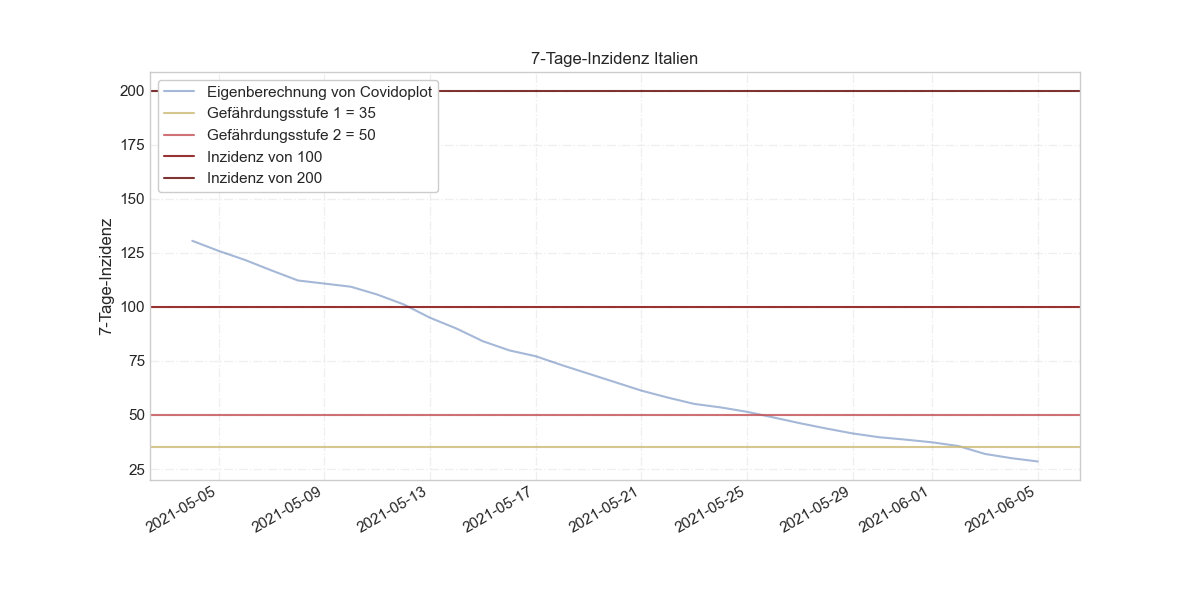 7-Tage-Inzidenz Italien
Eigenberechnung von Covidoplot
Gefährdungsstufe 1 = 35
Gefährdungsstufe 2 = 50
Inzidenz von 100
Inzidenz von 200
7-Tage-Inzidenz
200
175
150
125
100
75
50
25
2021-05-05
2021-05-09
2021-05-13
2021-05-17
2021-05-21
2021-05-25
2021-05-29
2021-06-01
2021-06-05